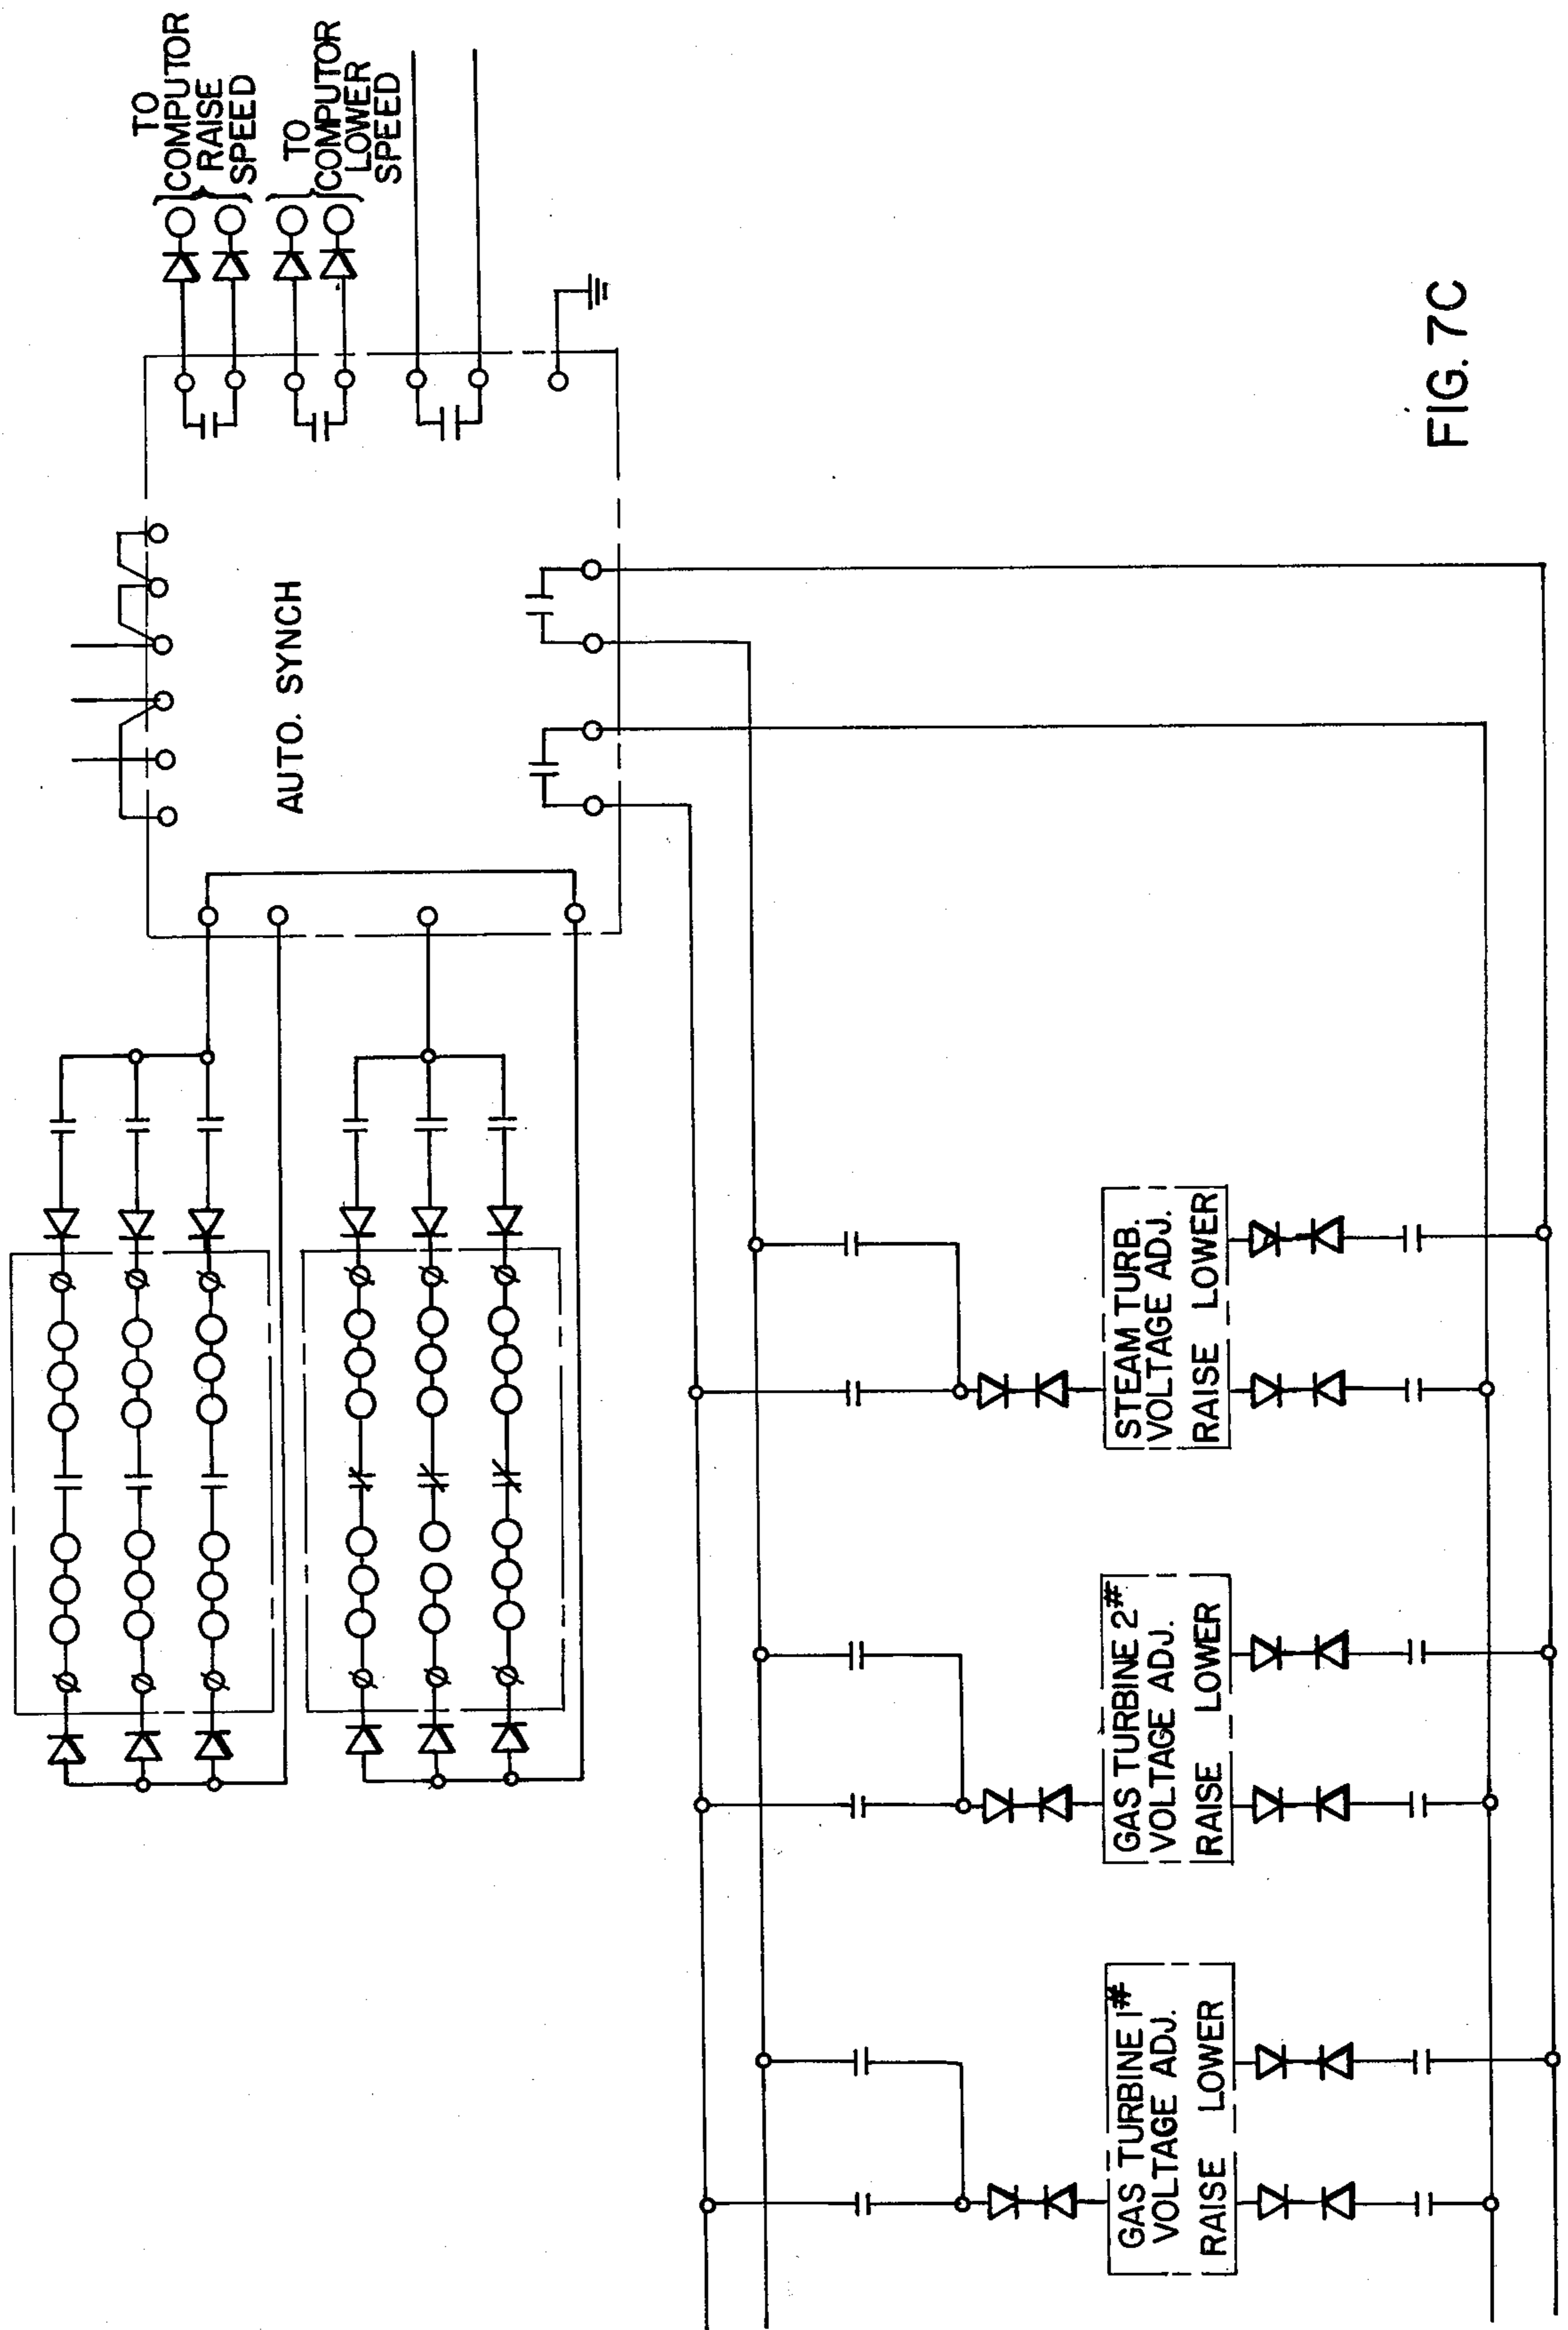 TO
COMPUTOR
RAISE
SPEED
TO
COMPUTOR
LOWER
SPEED
AUTO. SYNCH
STEAM TURB.
VOLTAGE ADJ.
RAISE LOWER
GAS TURBINE 2#
VOLTAGE ADJ.
RAISE LOWER
GAS TURBINE 1#
VOLTAGE ADJ.
RAISE LOWER
FIG. 7C